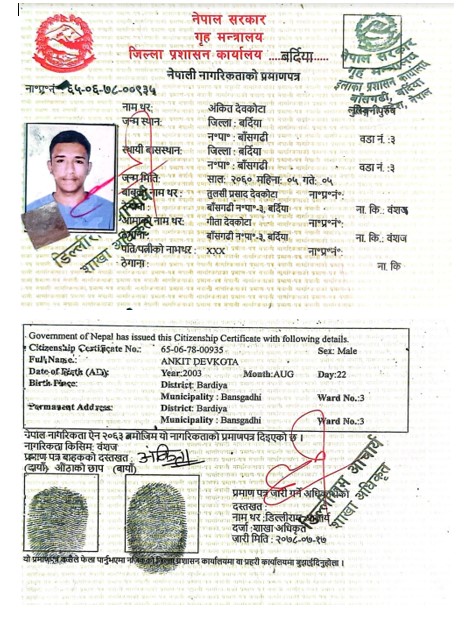 नेपाल सरकार
गृह मन्त्रालय
जिल्ला प्रशासन कार्यालय ....बर्दिया....
नेपाली नागरिकताको प्रमाणपत्र
ना॰प्र॰नं ६५-०६-७८-००९३५
नेपाल सरकार
गृह मन्त्रालय
इलाका प्रशासन कार्यालय
बाँसगढी, बर्दिया
नेपाल
नाम थर: अंकित देवकोटा
जन्म स्थान: जिल्ला : बर्दिया
न॰पा॰: बाँसगढी वडा नं. :३
स्थायी बासस्थान: जिल्ला : बर्दिया
न॰पा॰: बाँसगढी वडा नं. :३
जन्म मिति: साल: २०६० महिना: ०५ गते: ०५
बाबुको नाम थर : तुलसी प्रसाद देवकोटा ना॰प्र॰नं॰:
बाँसगढी न॰पा॰-३, बर्दिया ना. कि.: वंशज
आमाको नाम थर: गीता देवकोटा ना॰प्र॰नं॰:
ठेगाना: बाँसगढी न॰पा॰-३, बर्दिया ना. कि.: वंशज
पति/पत्नीको नाम थर: xxx ना॰प्र॰नं॰:
ठेगाना : ना. कि
शाखा अधिकृत
Government of Nepal has issued this Citizenship Certificate with following details.
Citizenship Certificate No.: 65-06-78-00935 Sex: Male
Full Name.: ANKIT DEVKOTA
Date of Birth (AD): Year:2003 Month:AUG Day:22
Birth Place: District: Bardiya
Municipality : Bansgadhi Ward No.:3
Permanent Address: District: Bardiya
Municipality : Bansgadhi Ward No.:3
नेपाल नागरिकता ऐन २०६३ बमोजिम यो नागरिकताको प्रमाणपत्र दिइएको छ ।
नागरिकता किसिम: वंशज
प्रमाण पत्र बाहकको दस्तखत : अंकित
(दायाँ) औंठाको छाप (बायाँ)
प्रमाण पत्र जारी गर्ने अधिकारीको
दस्तखत :
नाम थर :डिल्लीराम आचार्य
दर्जा :शाखा अधिकृत
जारी मिति : २०७८-०७-१७
डिल्लीराम आचार्य
शाखा अधिकृत
यो प्रमाणपत्र कसैले फेला पार्नुभएमा नजिकको जिल्ला प्रशासन कार्यालयमा वा प्रहरी कार्यालयमा बुझाईदिनुहोला ।